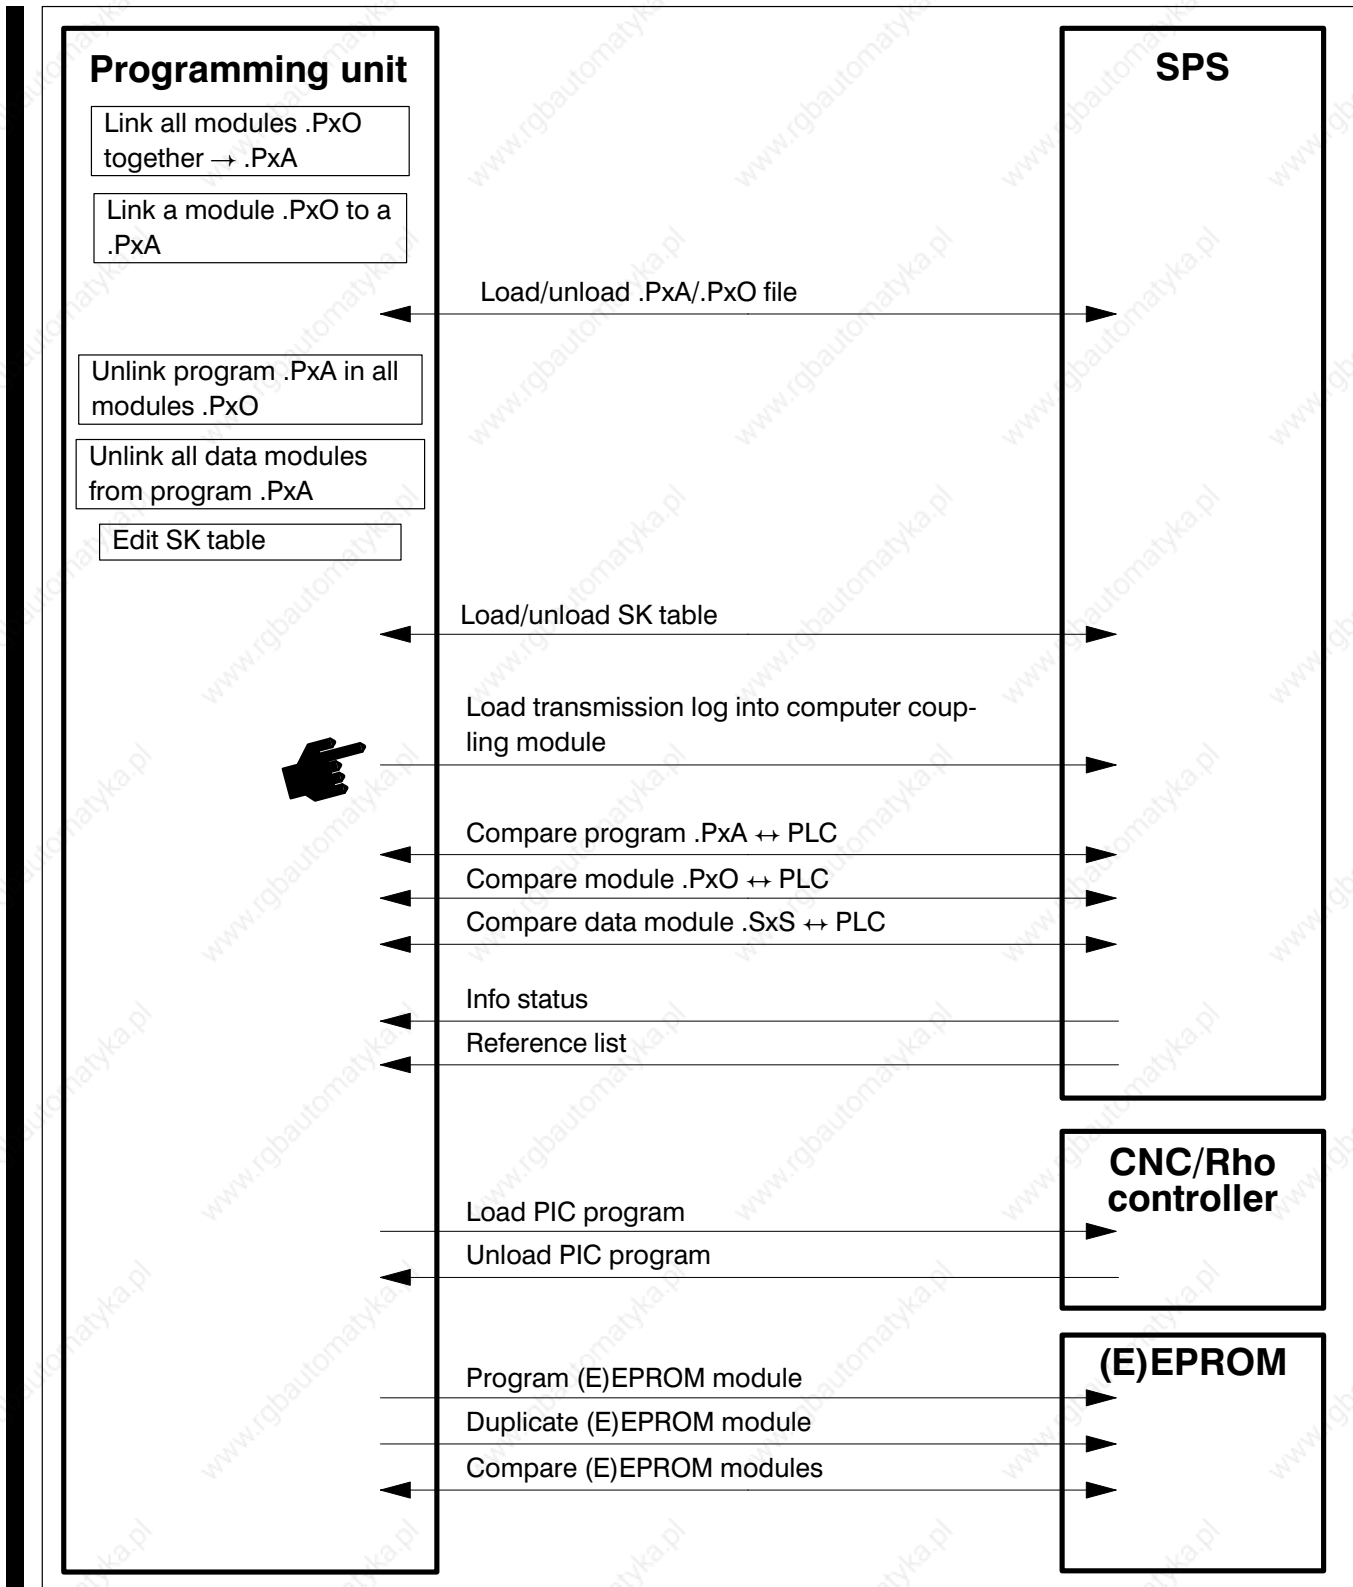 Programming unit
SPS
Link all modules .PxO
together → .PxA
Link a module .PxO to a
.PxA
Load/unload .PxA/.PxO file
Unlink program .PxA in all
modules .PxO
Unlink all data modules
from program .PxA
Edit SK table
Load/unload SK table
Load transmission log into computer coup-
ling module
Compare program .PxA ↔ PLC
Compare module .PxO ↔ PLC
Compare data module .SxS ↔ PLC
Info status
Reference list
CNC/Rho
controller
Load PIC program
Unload PIC program
(E)EPROM
Program (E)EPROM module
Duplicate (E)EPROM module
Compare (E)EPROM modules
www.rgbautomatyka.pl